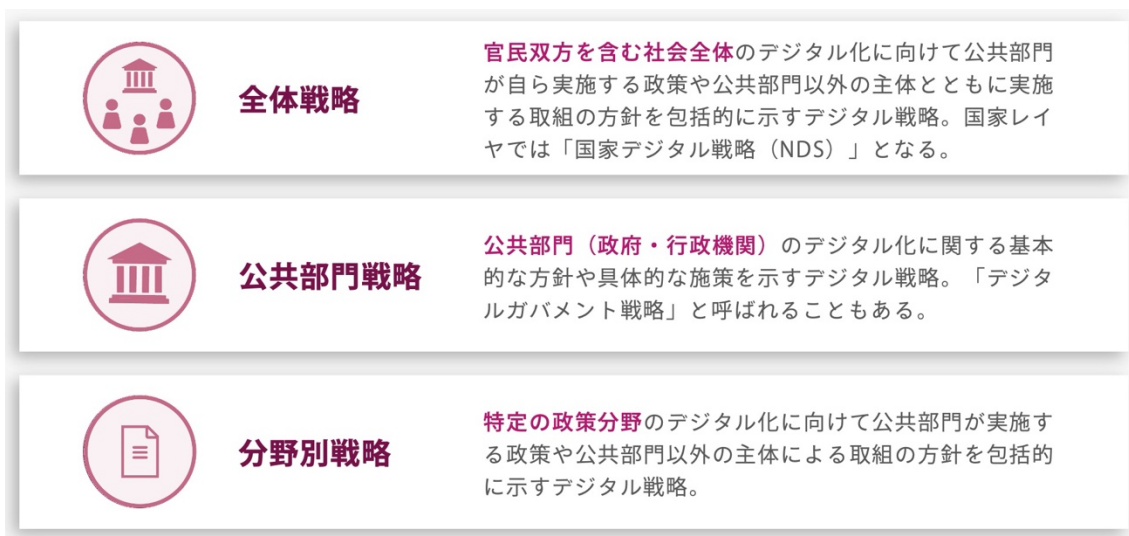 全体戦略
官民双方を含む社会全体のデジタル化に向けて公共部門
が自ら実施する政策や公共部門以外の主体とともに実施
する取組の方針を包括的に示すデジタル戦略。国家レイ
ヤでは「国家デジタル戦略（NDS）」となる。
公共部門戦略
公共部門（政府・行政機関）のデジタル化に関する基本
的な方針や具体的な施策を示すデジタル戦略。「デジタ
ルガバメント戦略」と呼ばれることもある。
分野別戦略
特定の政策分野のデジタル化に向けて公共部門が実施す
る政策や公共部門以外の主体による取組の方針を包括的
に示すデジタル戦略。